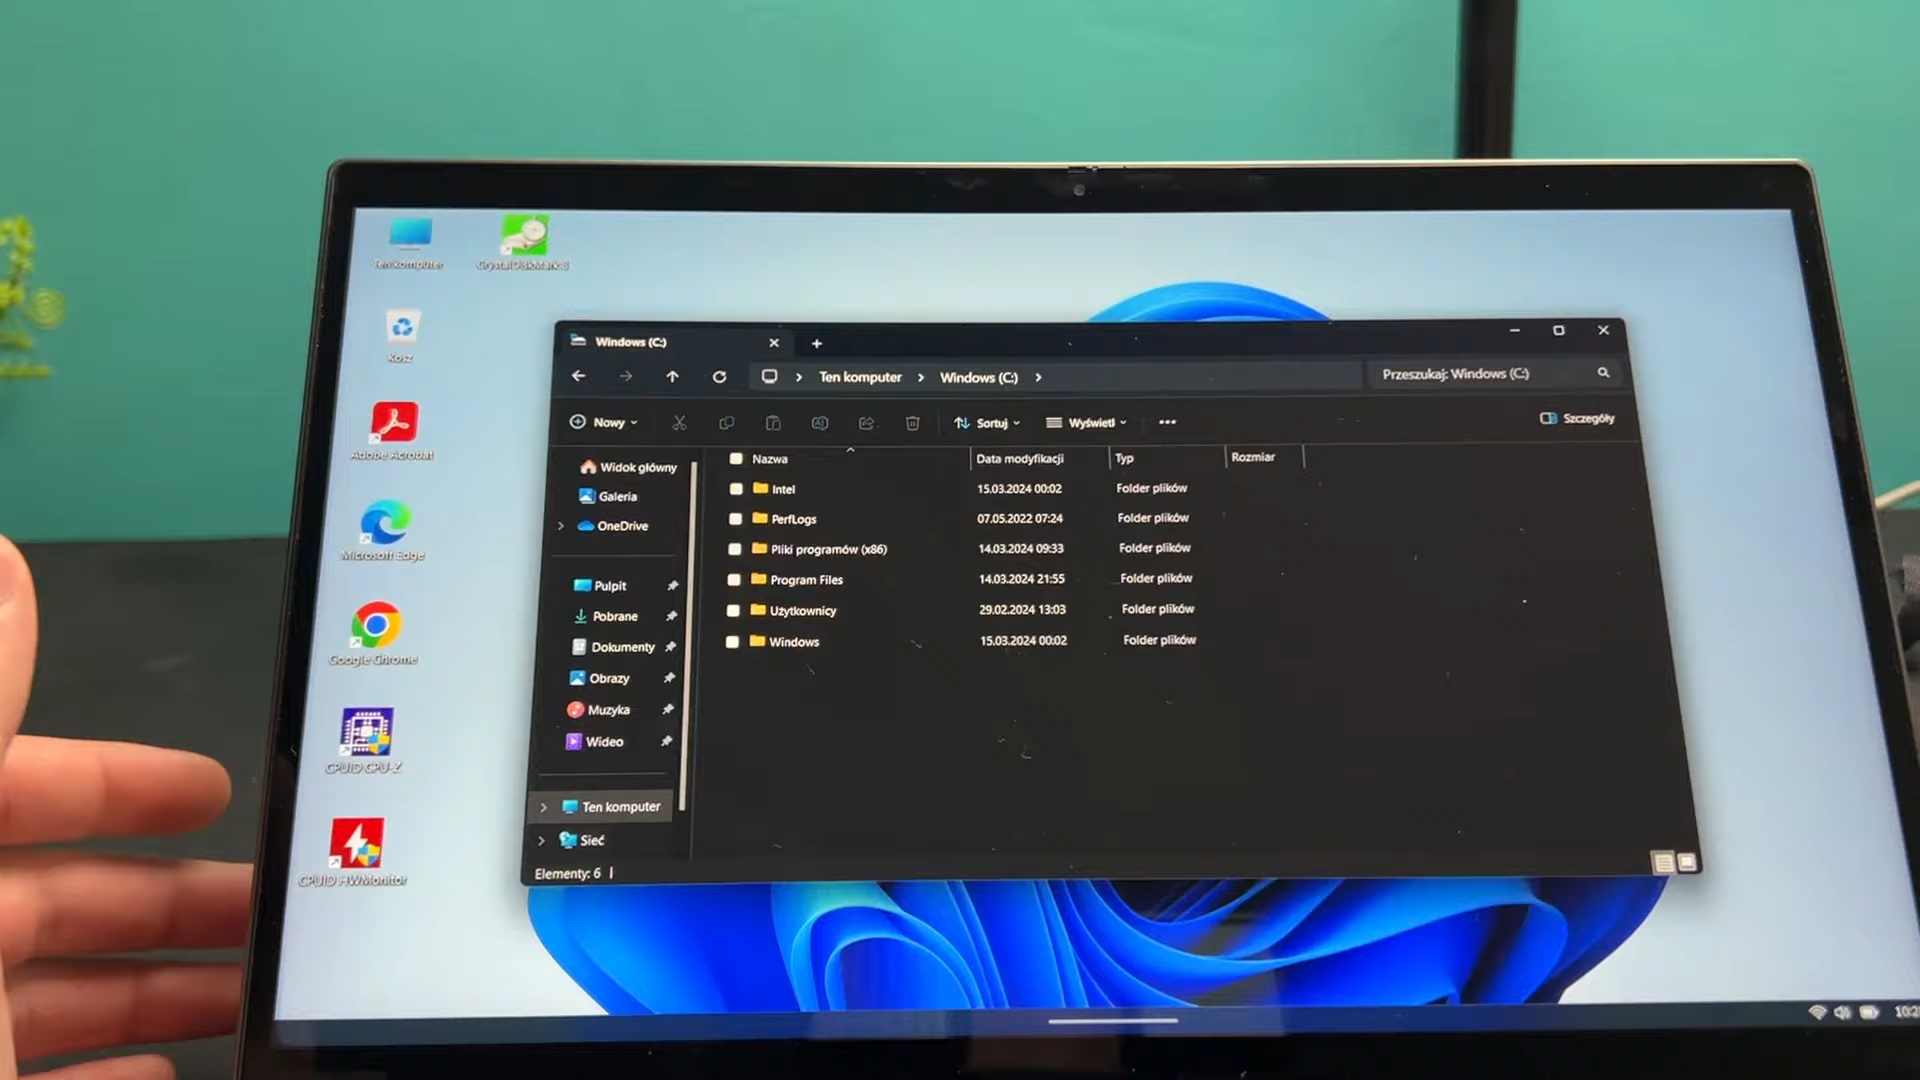 Ten komputer
CrystalDiskMark 8
Kosz
Adobe Acrobat
Microsoft Edge
Google Chrome
CPUID CPU-Z
CPUID HWMonitor
Windows (C:)
Ten komputer
Windows (C:)
Przeszukaj: Windows (C:)
Nowy
Sortuj
Wyświetl
Szczegóły
Widok główny
Galeria
OneDrive
Pulpit
Pobrane
Dokumenty
Obrazy
Muzyka
Wideo
Ten komputer
Sieć
Nazwa Data modyfikacji Typ Rozmiar
Intel 15.03.2024 00:02 Folder plików
PerfLogs 07.05.2022 07:24 Folder plików
Pliki programów (x86) 14.03.2024 09:33 Folder plików
Program Files 14.03.2024 21:55 Folder plików
Użytkownicy 29.02.2024 13:03 Folder plików
Windows 15.03.2024 00:02 Folder plików
Elementy: 6